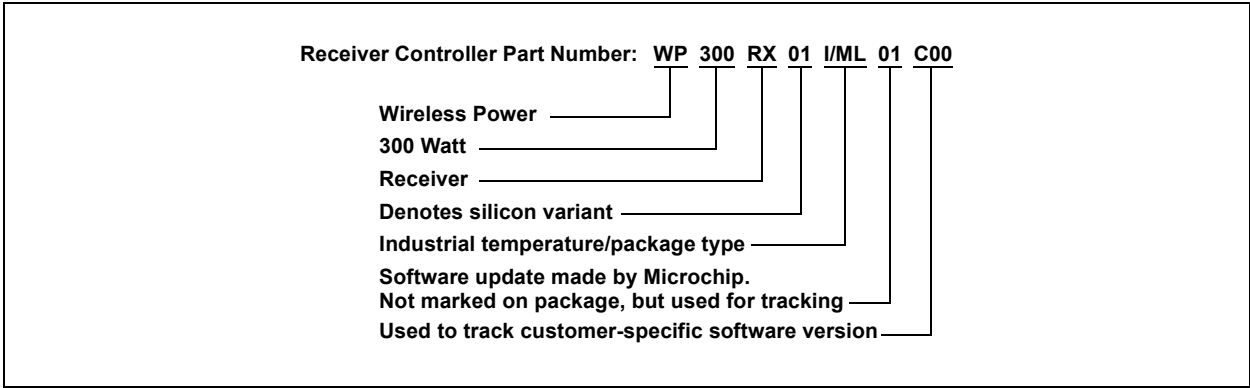 Receiver Controller Part Number: WP 300 RX 01 I/ML 01 C00
Wireless Power
300 Watt
Receiver
Denotes silicon variant
Industrial temperature/package type
Software update made by Microchip.
Not marked on package, but used for tracking
Used to track customer-specific software version